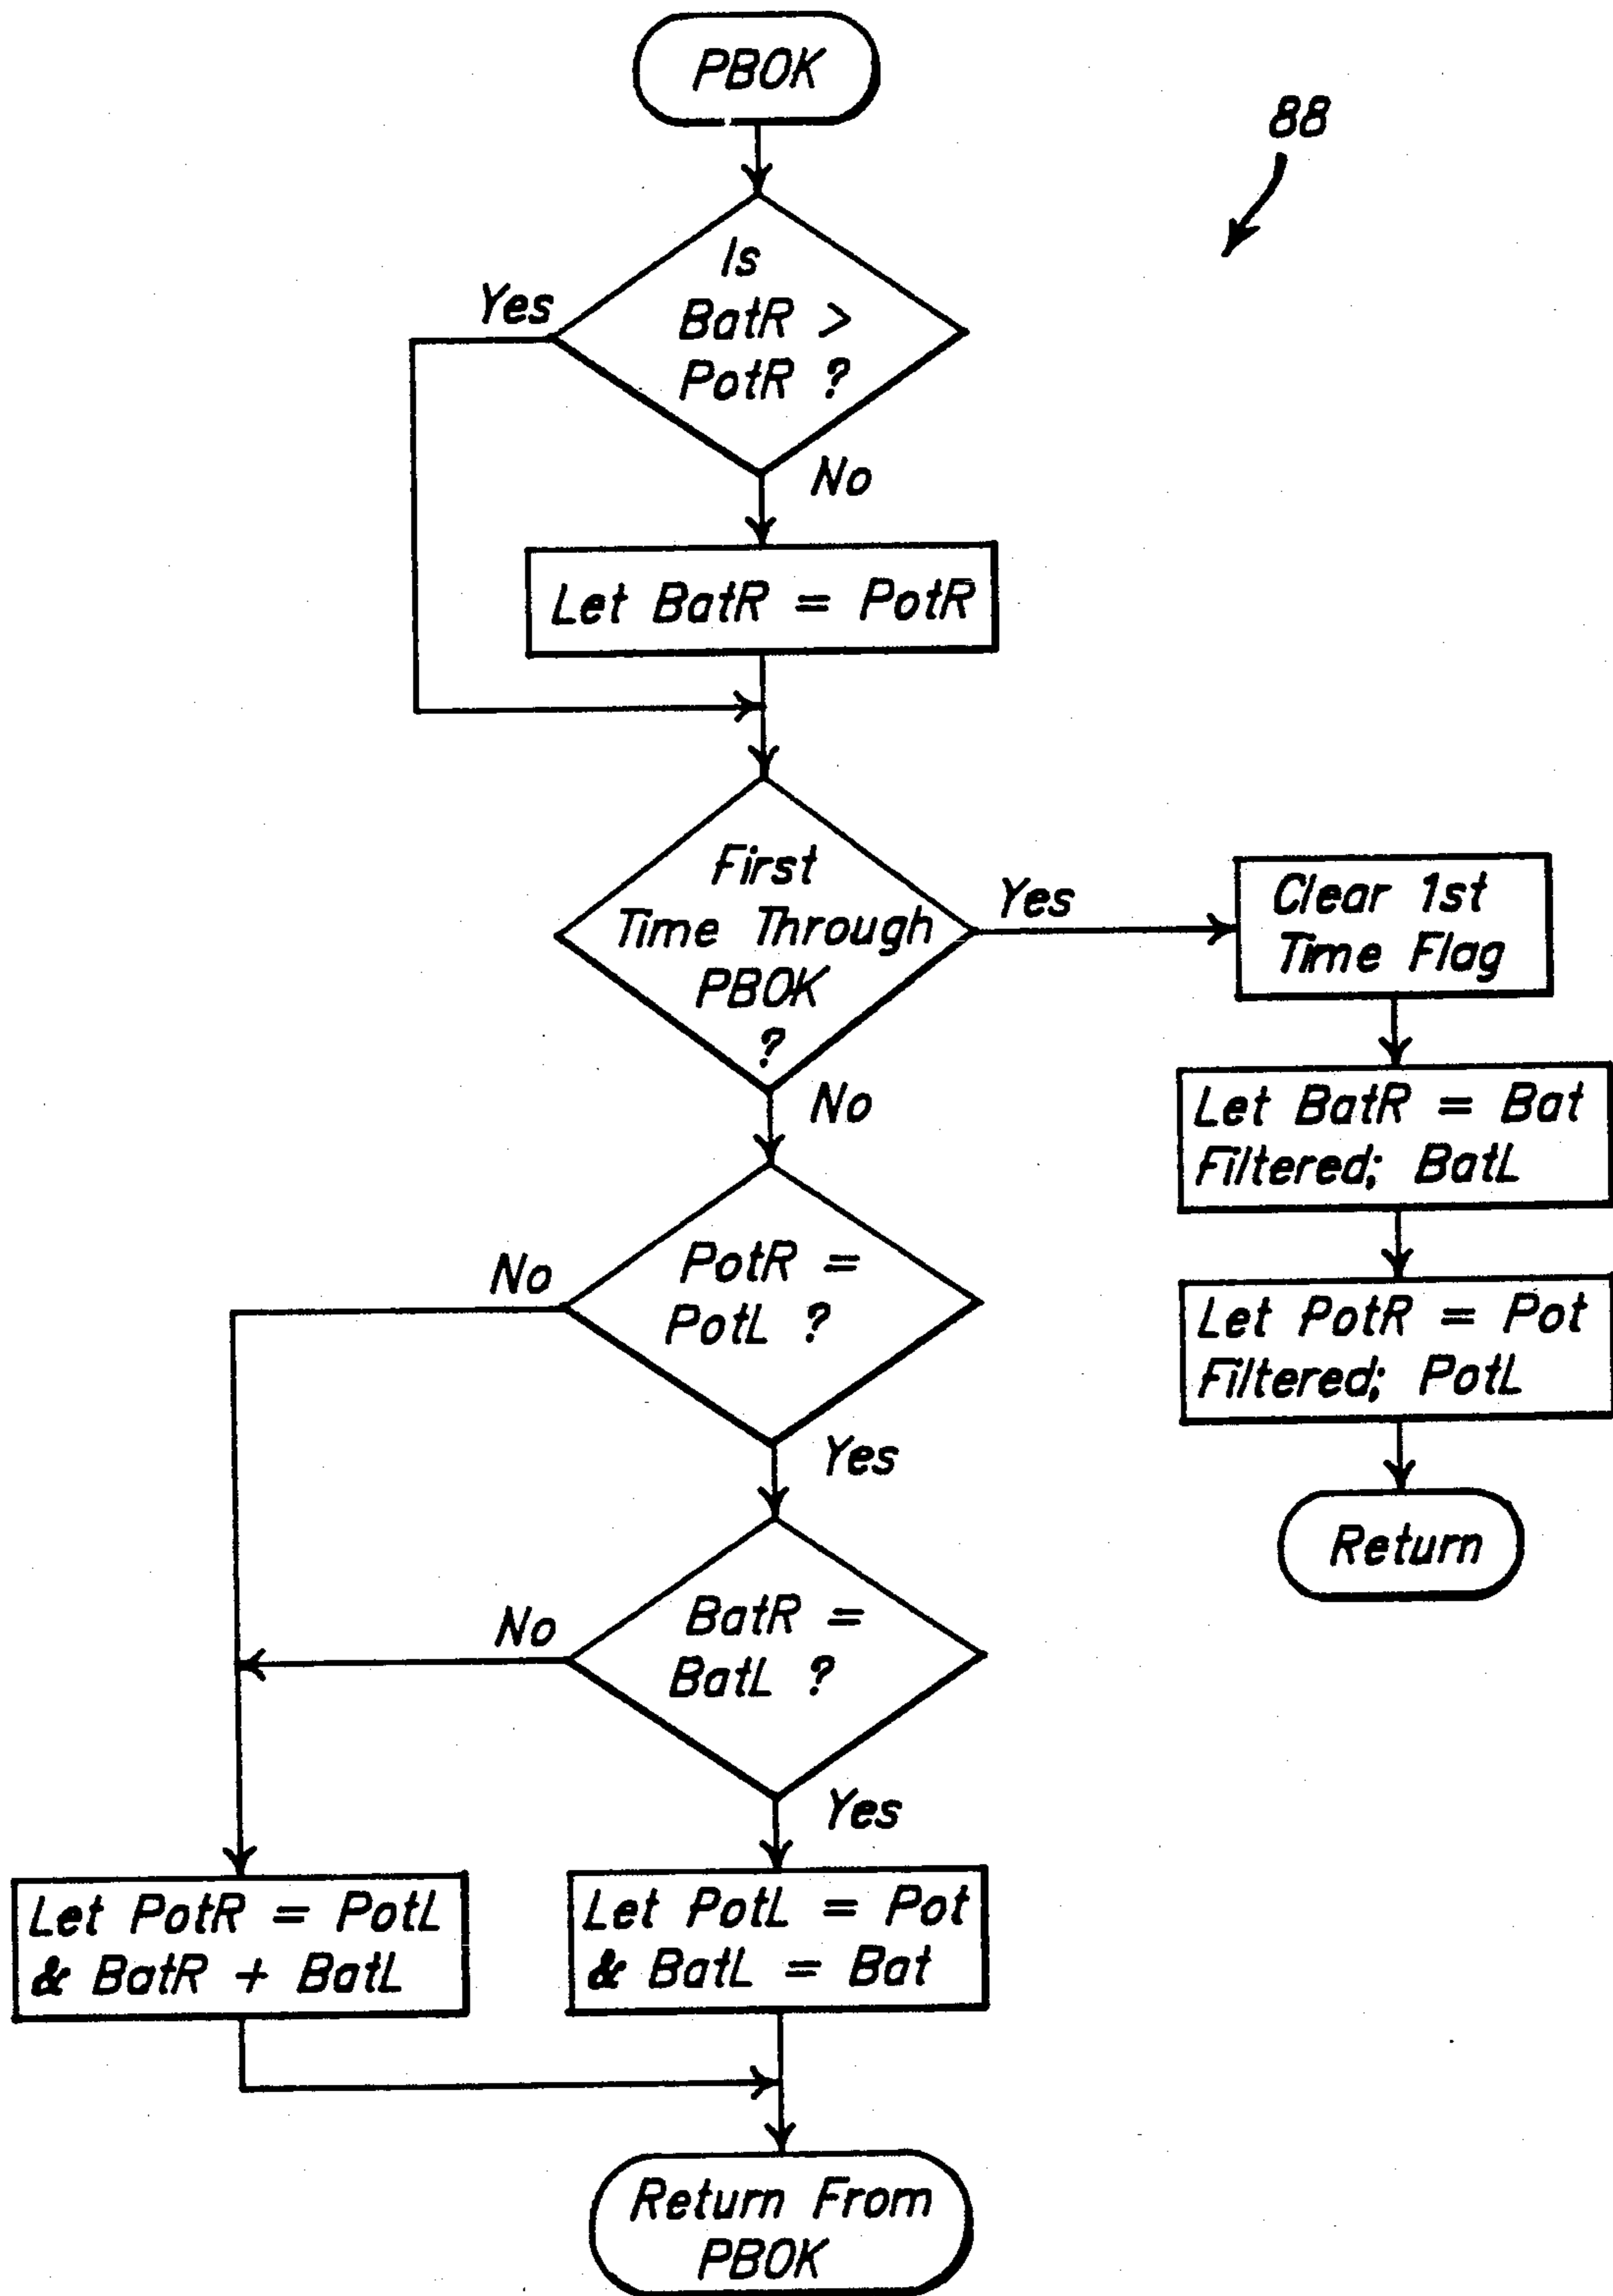 PBOK
88
Is
BatR >
PotR ?
Yes
No
Let BatR = PotR
First
Time Through
PBOK
?
Yes
Clear 1st
Time Flag
No
Let BatR = Bat
Filtered; BatL
PotR =
PotL ?
No
Let PotR = Pot
Filtered; PotL
Yes
Return
BatR =
BatL ?
No
Yes
Let PotR = PotL
& BatR + BatL
Let PotL = Pot
& BatL = Bat
Return From
PBOK